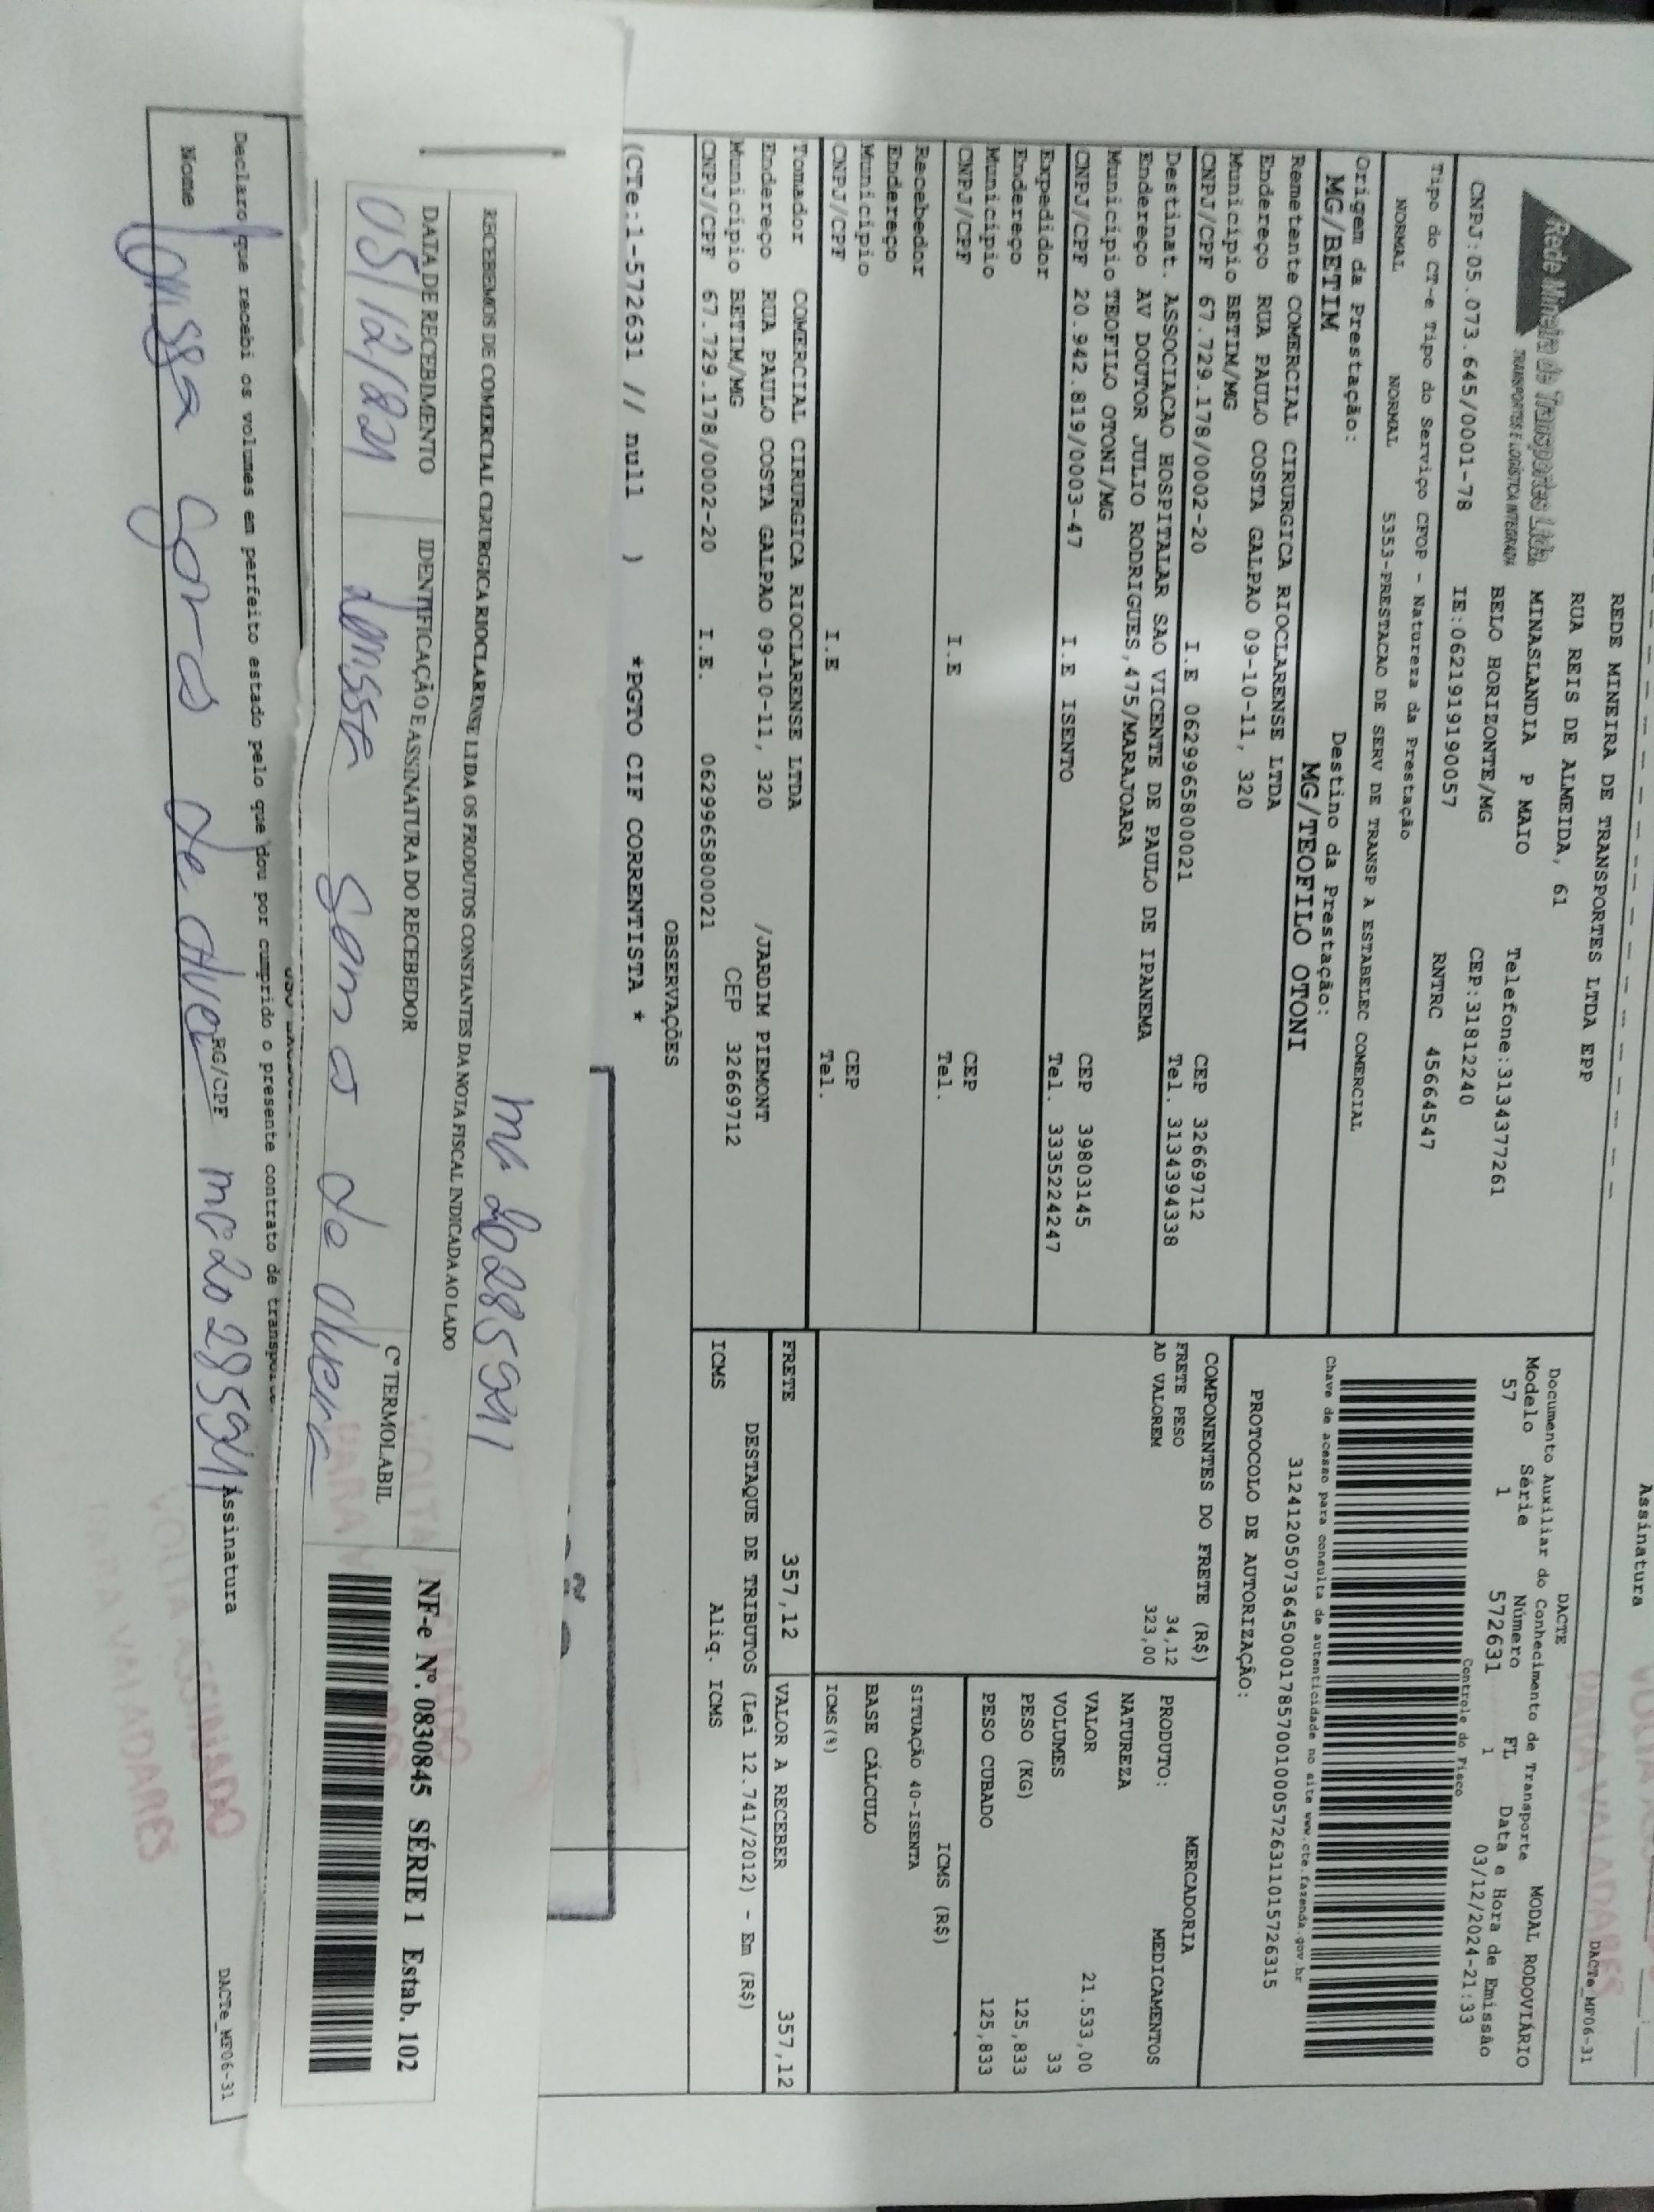 Assinatura
DACTe_MF06-31
REDE MINEIRA DE TRANSPORTES LTDA EPP
RUA REIS DE ALMEIDA, 61
MINASLANDIA P MAIO Telefone:3134377261
BELO HORIZONTE/MG CEP:31812240
Rede Mineira de Transportes Ltda.
TRANSPORTES E LOGÍSTICA INTEGRADA
CNPJ:05.073.645/0001-78 IE:0621919190057 RNTRC 45664547
Tipo do CT-e Tipo do Serviço CFOP - Natureza da Prestação
NORMAL NORMAL 5353-PRESTACAO DE SERV DE TRANSP A ESTABELEC COMERCIAL
Origem da Prestação: Destino da Prestação:
MG/BETIM MG/TEOFILO OTONI
DACTE
Documento Auxiliar do Conhecimento de Transporte MODAL RODOVIÁRIO
Modelo Série Número FL Data e Hora de Emissão
57 1 572631 1 03/12/2024-21:33
Controle do Fisco
Chave de acesso para consulta de autenticidade no site www.cte.fazenda.gov.br
31241205073645000178570010005726311015726315
PROTOCOLO DE AUTORIZAÇÃO:
Remetente COMERCIAL CIRURGICA RIOCLARENSE LTDA
Endereço RUA PAULO COSTA GALPAO 09-10-11, 320
Município BETIM/MG CEP 32669712
CNPJ/CPF 67.729.178/0002-20 I.E 0629965800021 Tel. 3134394338
Destinat. ASSOCIACAO HOSPITALAR SAO VICENTE DE PAULO DE IPANEMA
Endereço AV DOUTOR JULIO RODRIGUES,475/MARAJOARA
Município TEOFILO OTONI/MG CEP 39803145
CNPJ/CPF 20.942.819/0003-47 I.E ISENTO Tel. 3335224247
Expedidor
Endereço
Município CEP
CNPJ/CPF I.E Tel.
Recebedor
Endereço
Município CEP
CNPJ/CPF I.E Tel.
Tomador COMERCIAL CIRURGICA RIOCLARENSE LTDA
Endereço RUA PAULO COSTA GALPAO 09-10-11, 320 /JARDIM PIEMONT
Município BETIM/MG CEP 32669712
CNPJ/CPF 67.729.178/0002-20 I.E. 0629965800021
COMPONENTES DO FRETE (R$)
FRETE PESO 34,12
AD VALOREM 323,00
MERCADORIA
PRODUTO: MEDICAMENTOS
NATUREZA
VALOR 21.533,00
VOLUMES 33
PESO (KG) 125,833
PESO CUBADO 125,833
ICMS (R$)
SITUAÇÃO 40-ISENTA
BASE CÁLCULO
ICMS(%)
FRETE 357,12 VALOR A RECEBER 357,12
DESTAQUE DE TRIBUTOS (Lei 12.741/2012) - Em (R$)
ICMS Aliq. ICMS
OBSERVAÇÕES
(CTe:1-572631 // null ) *PGTO CIF CORRENTISTA *
RECEBEMOS DE COMERCIAL CIRURGICA RIOCLARENSE LTDA OS PRODUTOS CONSTANTES DA NOTA FISCAL INDICADA AO LADO
DATA DE RECEBIMENTO IDENTIFICAÇÃO E ASSINATURA DO RECEBEDOR
Cº TERMOLABIL
NF-e Nº. 0830845 SÉRIE 1 Estab. 102
Declaro que recebi os volumes em perfeito estado pelo que dou por cumprido o presente contrato de transporte.
Nome RG/CPF Assinatura
DACTe_MF06-31
VOLTA ASSINADO
PARA VALADARES